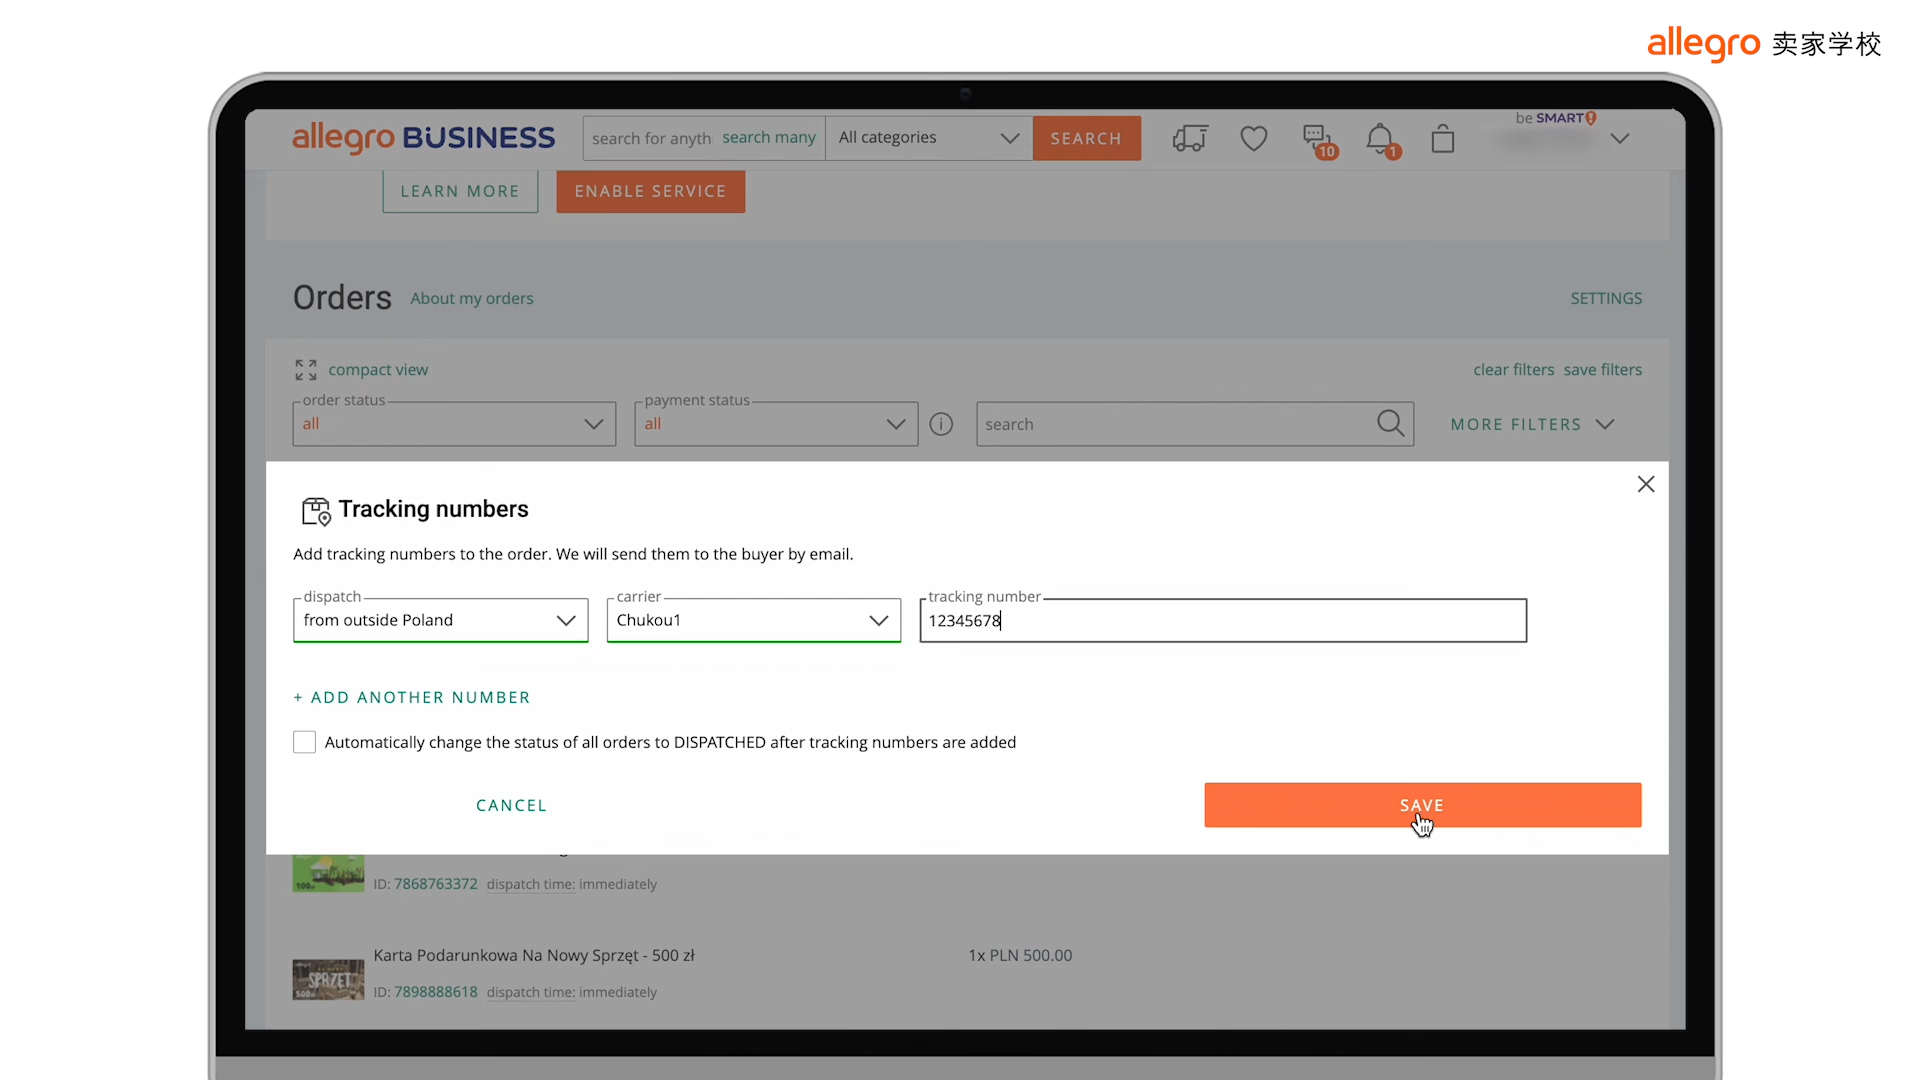 allegro 卖家学校
allegro BUSINESS
search for anyth search many
All categories
SEARCH
10
1
be SMART!
LEARN MORE
ENABLE SERVICE
Orders
About my orders
SETTINGS
compact view
clear filters save filters
order status
all
payment status
all
search
MORE FILTERS
Tracking numbers
Add tracking numbers to the order. We will send them to the buyer by email.
dispatch
from outside Poland
carrier
Chukou1
tracking number
12345678
+ ADD ANOTHER NUMBER
Automatically change the status of all orders to DISPATCHED after tracking numbers are added
CANCEL
SAVE
100zł
ID: 7868763372 dispatch time: immediately
Karta Podarunkowa Na Nowy Sprzęt - 500 zł
1x PLN 500.00
allegro
SPRZĘT
500zł
ID: 7898888618 dispatch time: immediately